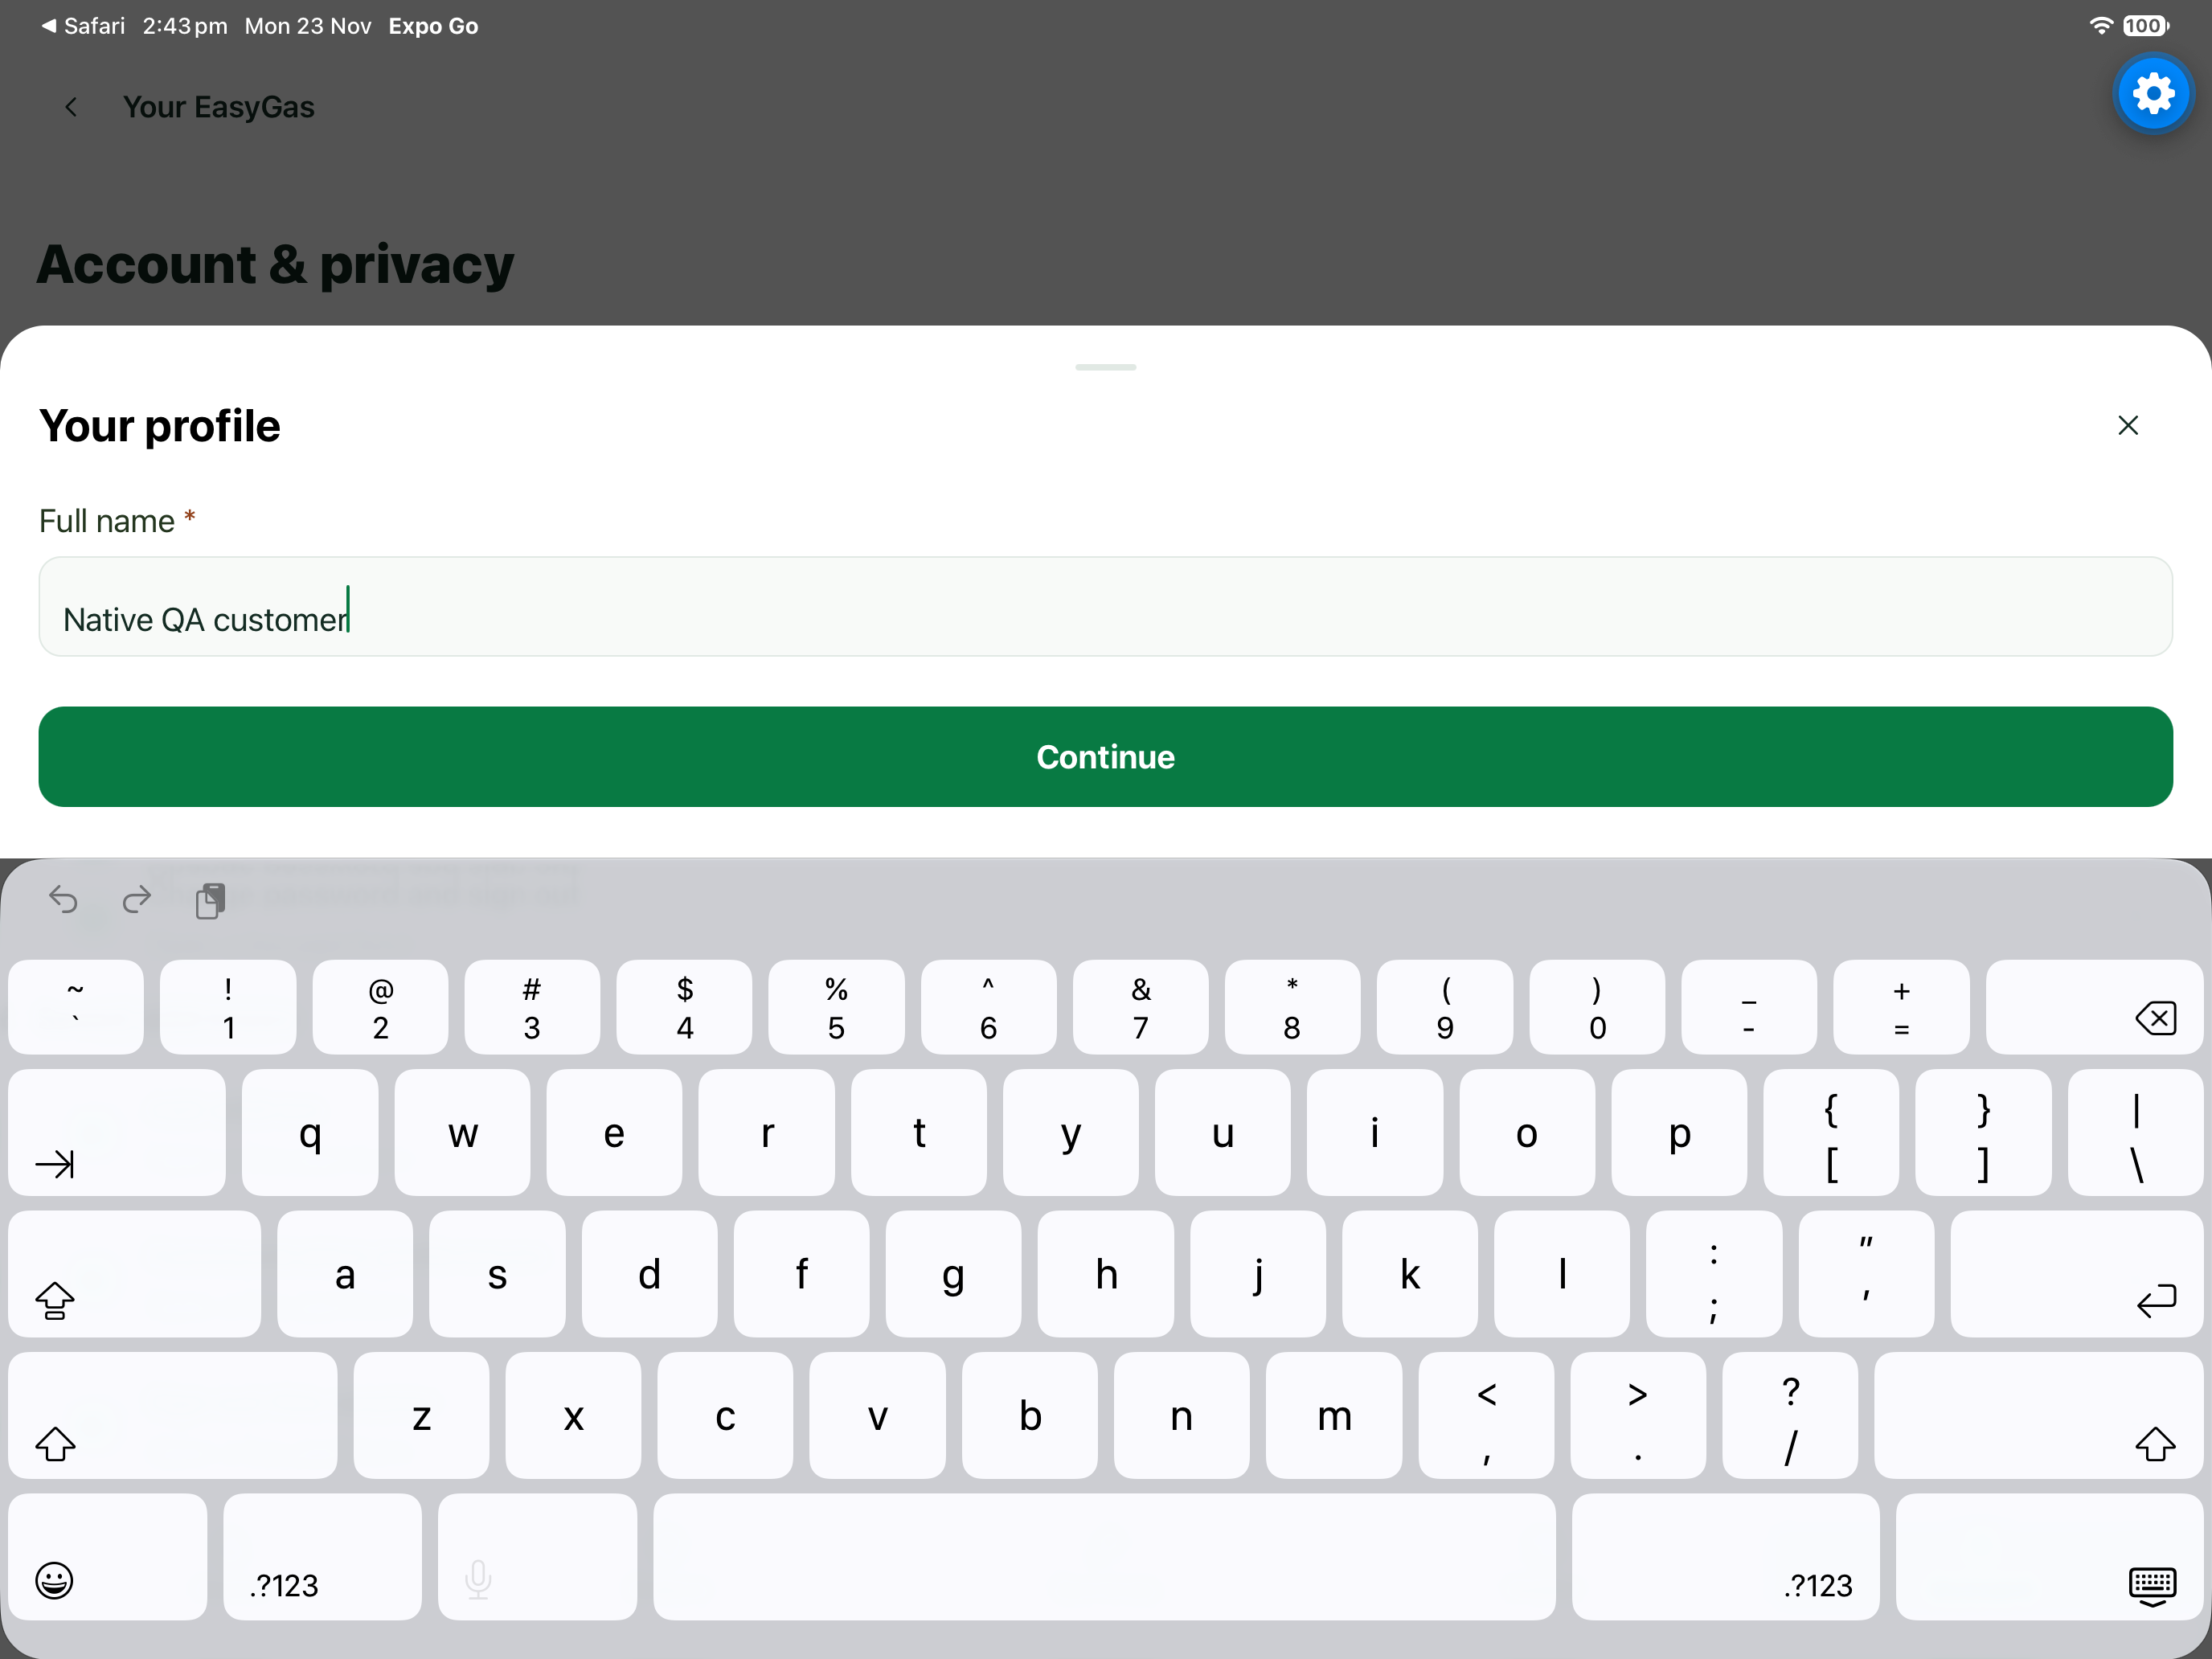 Safari 2:43 pm Mon 23 Nov Expo Go
100
Your EasyGas
Account & privacy
Your profile
Full name *
Native QA customer
Continue
~ ! @ # $ % ^ & * ( ) _ +
` 1 2 3 4 5 6 7 8 9 0 - =
q w e r t y u i o p { } |
[ ] \
a s d f g h j k l : "
; '
z x c v b n m < > ?
, . /
.?123 .?123